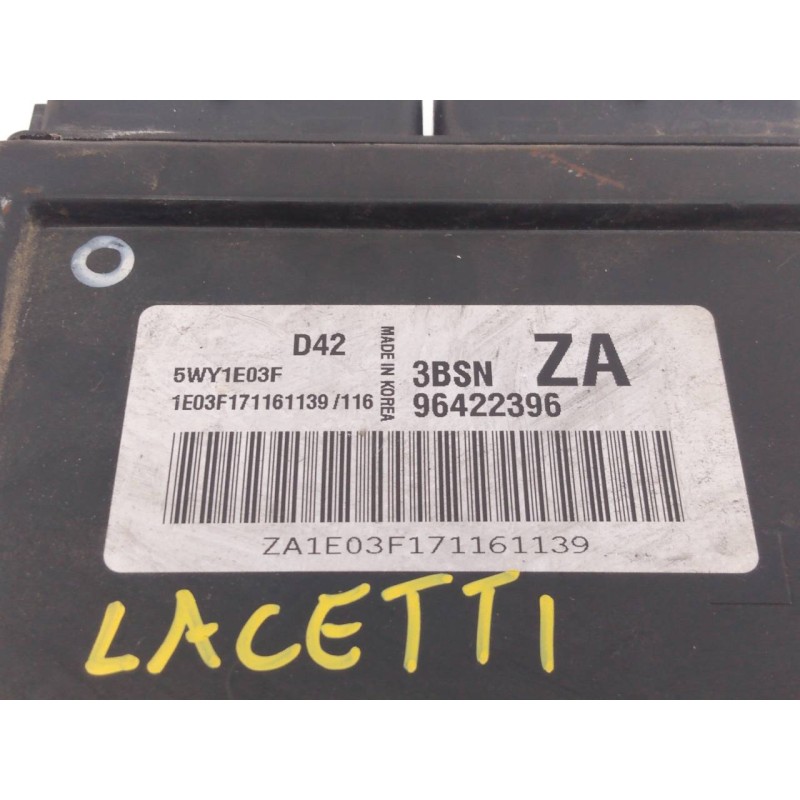 D42
5WY1E03F
1E03F171161139 /116
MADE IN KOREA
3BSN ZA
96422396
ZA1E03F171161139
LACETTI